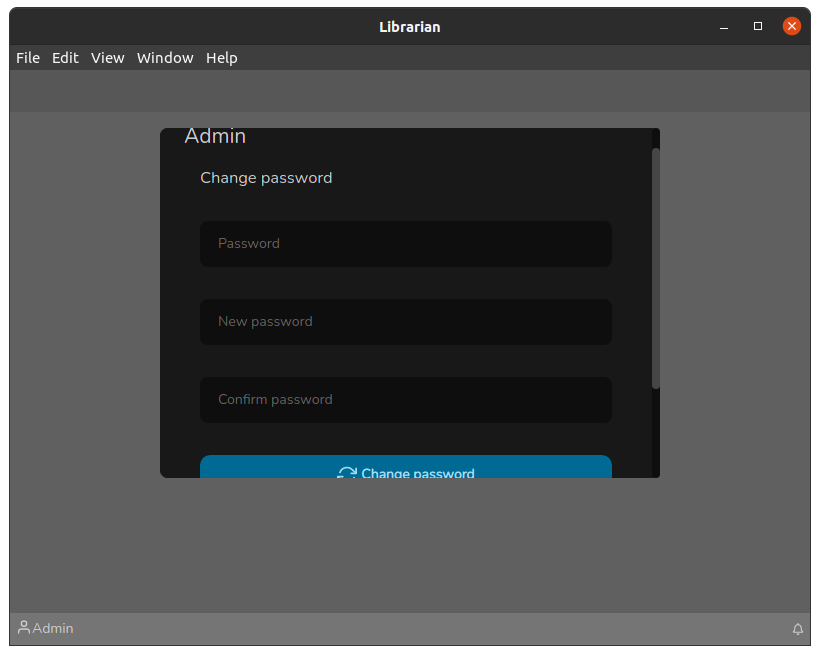 Librarian
File Edit View Window Help
Admin
Change password
Password
New password
Confirm password
Change password
Admin